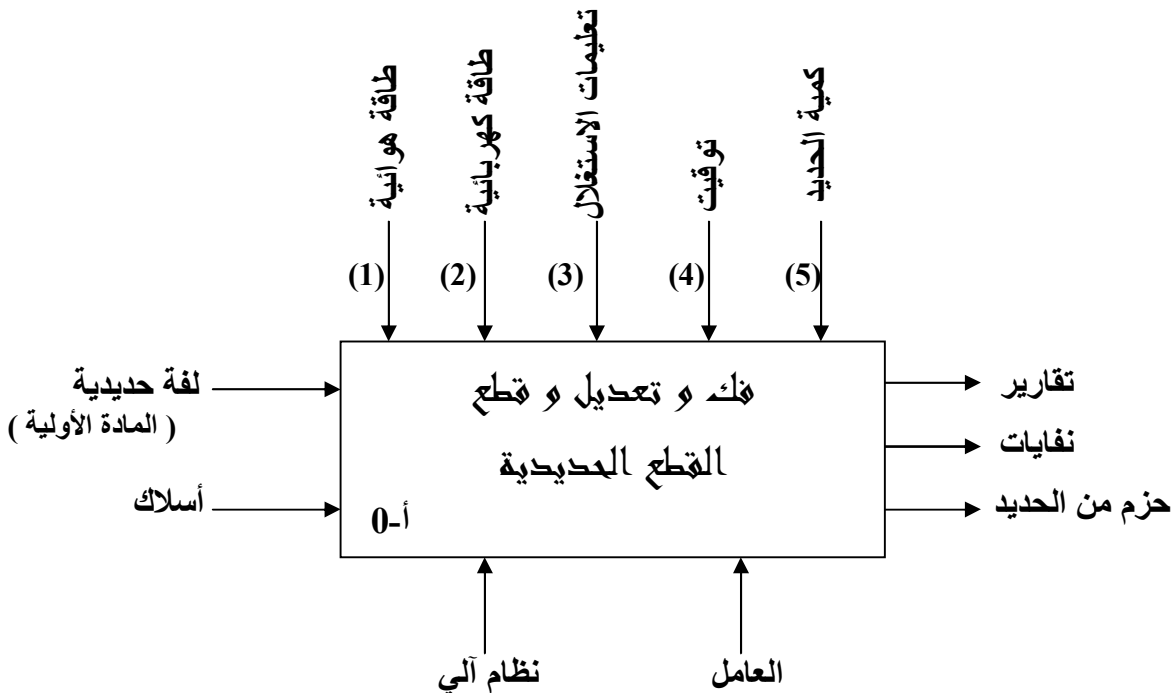 طاقة هوائية
طاقة كهربائية
تعليمات الاستغلال
توقيت
كمية الحديد
(1)
(2)
(3)
(4)
(5)
لفة حديدية
( المادة الأولية )
أسلاك
فك و تعديل و قطع
القطع الحديدية
أ-0
تقارير
نفايات
حزم من الحديد
نظام آلي
العامل